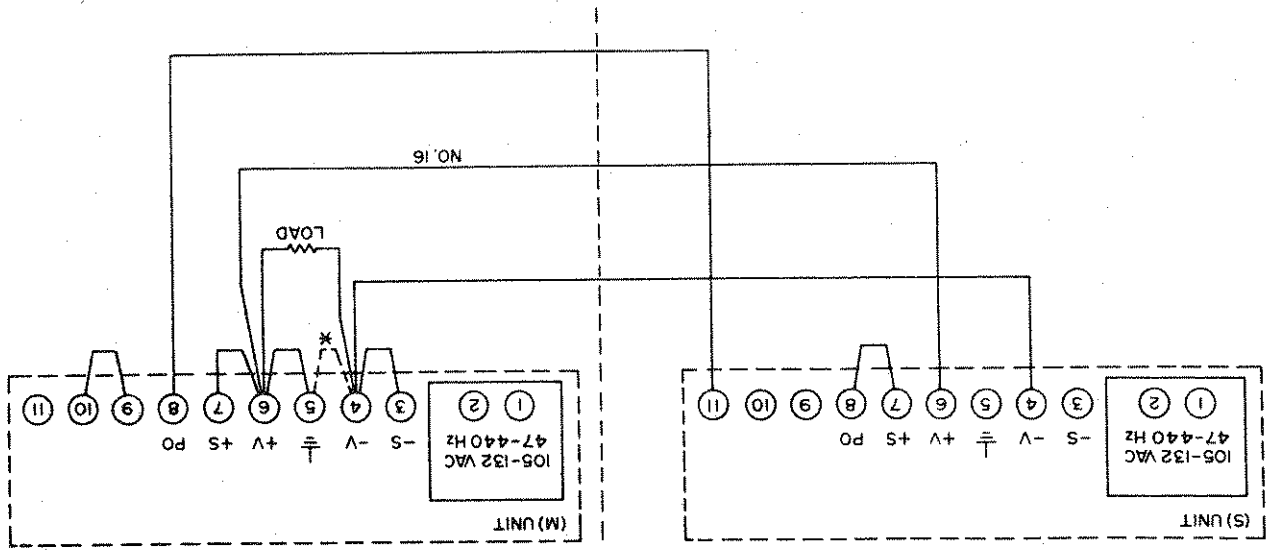 (S) UNIT
105-132 VAC
47-440 Hz
1 2
-S -V +V +S PO
3 4 5 6 7 8 9 10 11
(M) UNIT
105-132 VAC
47-440 Hz
1 2
-S -V +V +S PO
3 4 5 6 7 8 9 10 11
*
LOAD
NO. 16